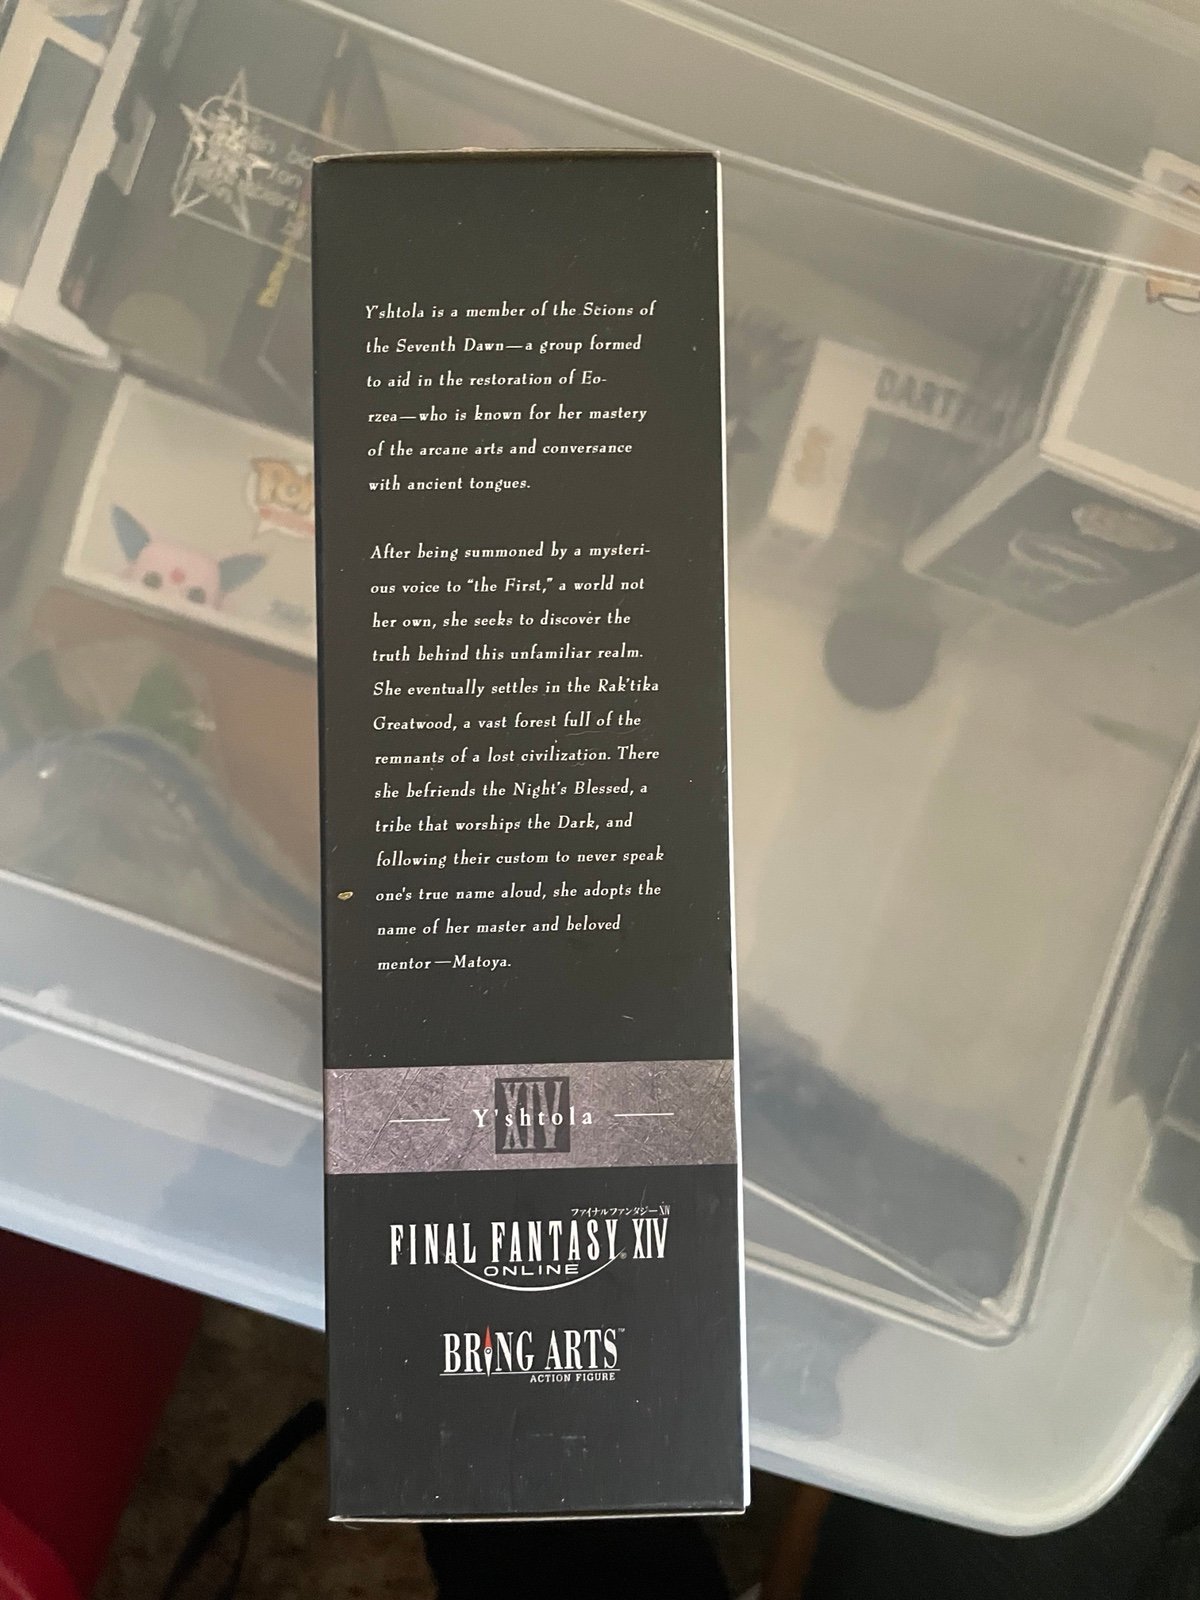 Y'shtola is a member of the Scions of
the Seventh Dawn—a group formed
to aid in the restoration of Eo-
rzea—who is known for her mastery
of the arcane arts and conversance
with ancient tongues.
After being summoned by a mysteri-
ous voice to “the First,” a world not
her own, she seeks to discover the
truth behind this unfamiliar realm.
She eventually settles in the Rak'tika
Greatwood, a vast forest full of the
remnants of a lost civilization. There
she befriends the Night's Blessed, a
tribe that worships the Dark, and
following their custom to never speak
one's true name aloud, she adopts the
name of her master and beloved
mentor—Matoya.
XIV
Y'shtola
ファイナルファンタジーXIV
FINAL FANTASY® XIV
ONLINE
BRING ARTS™
ACTION FIGURE